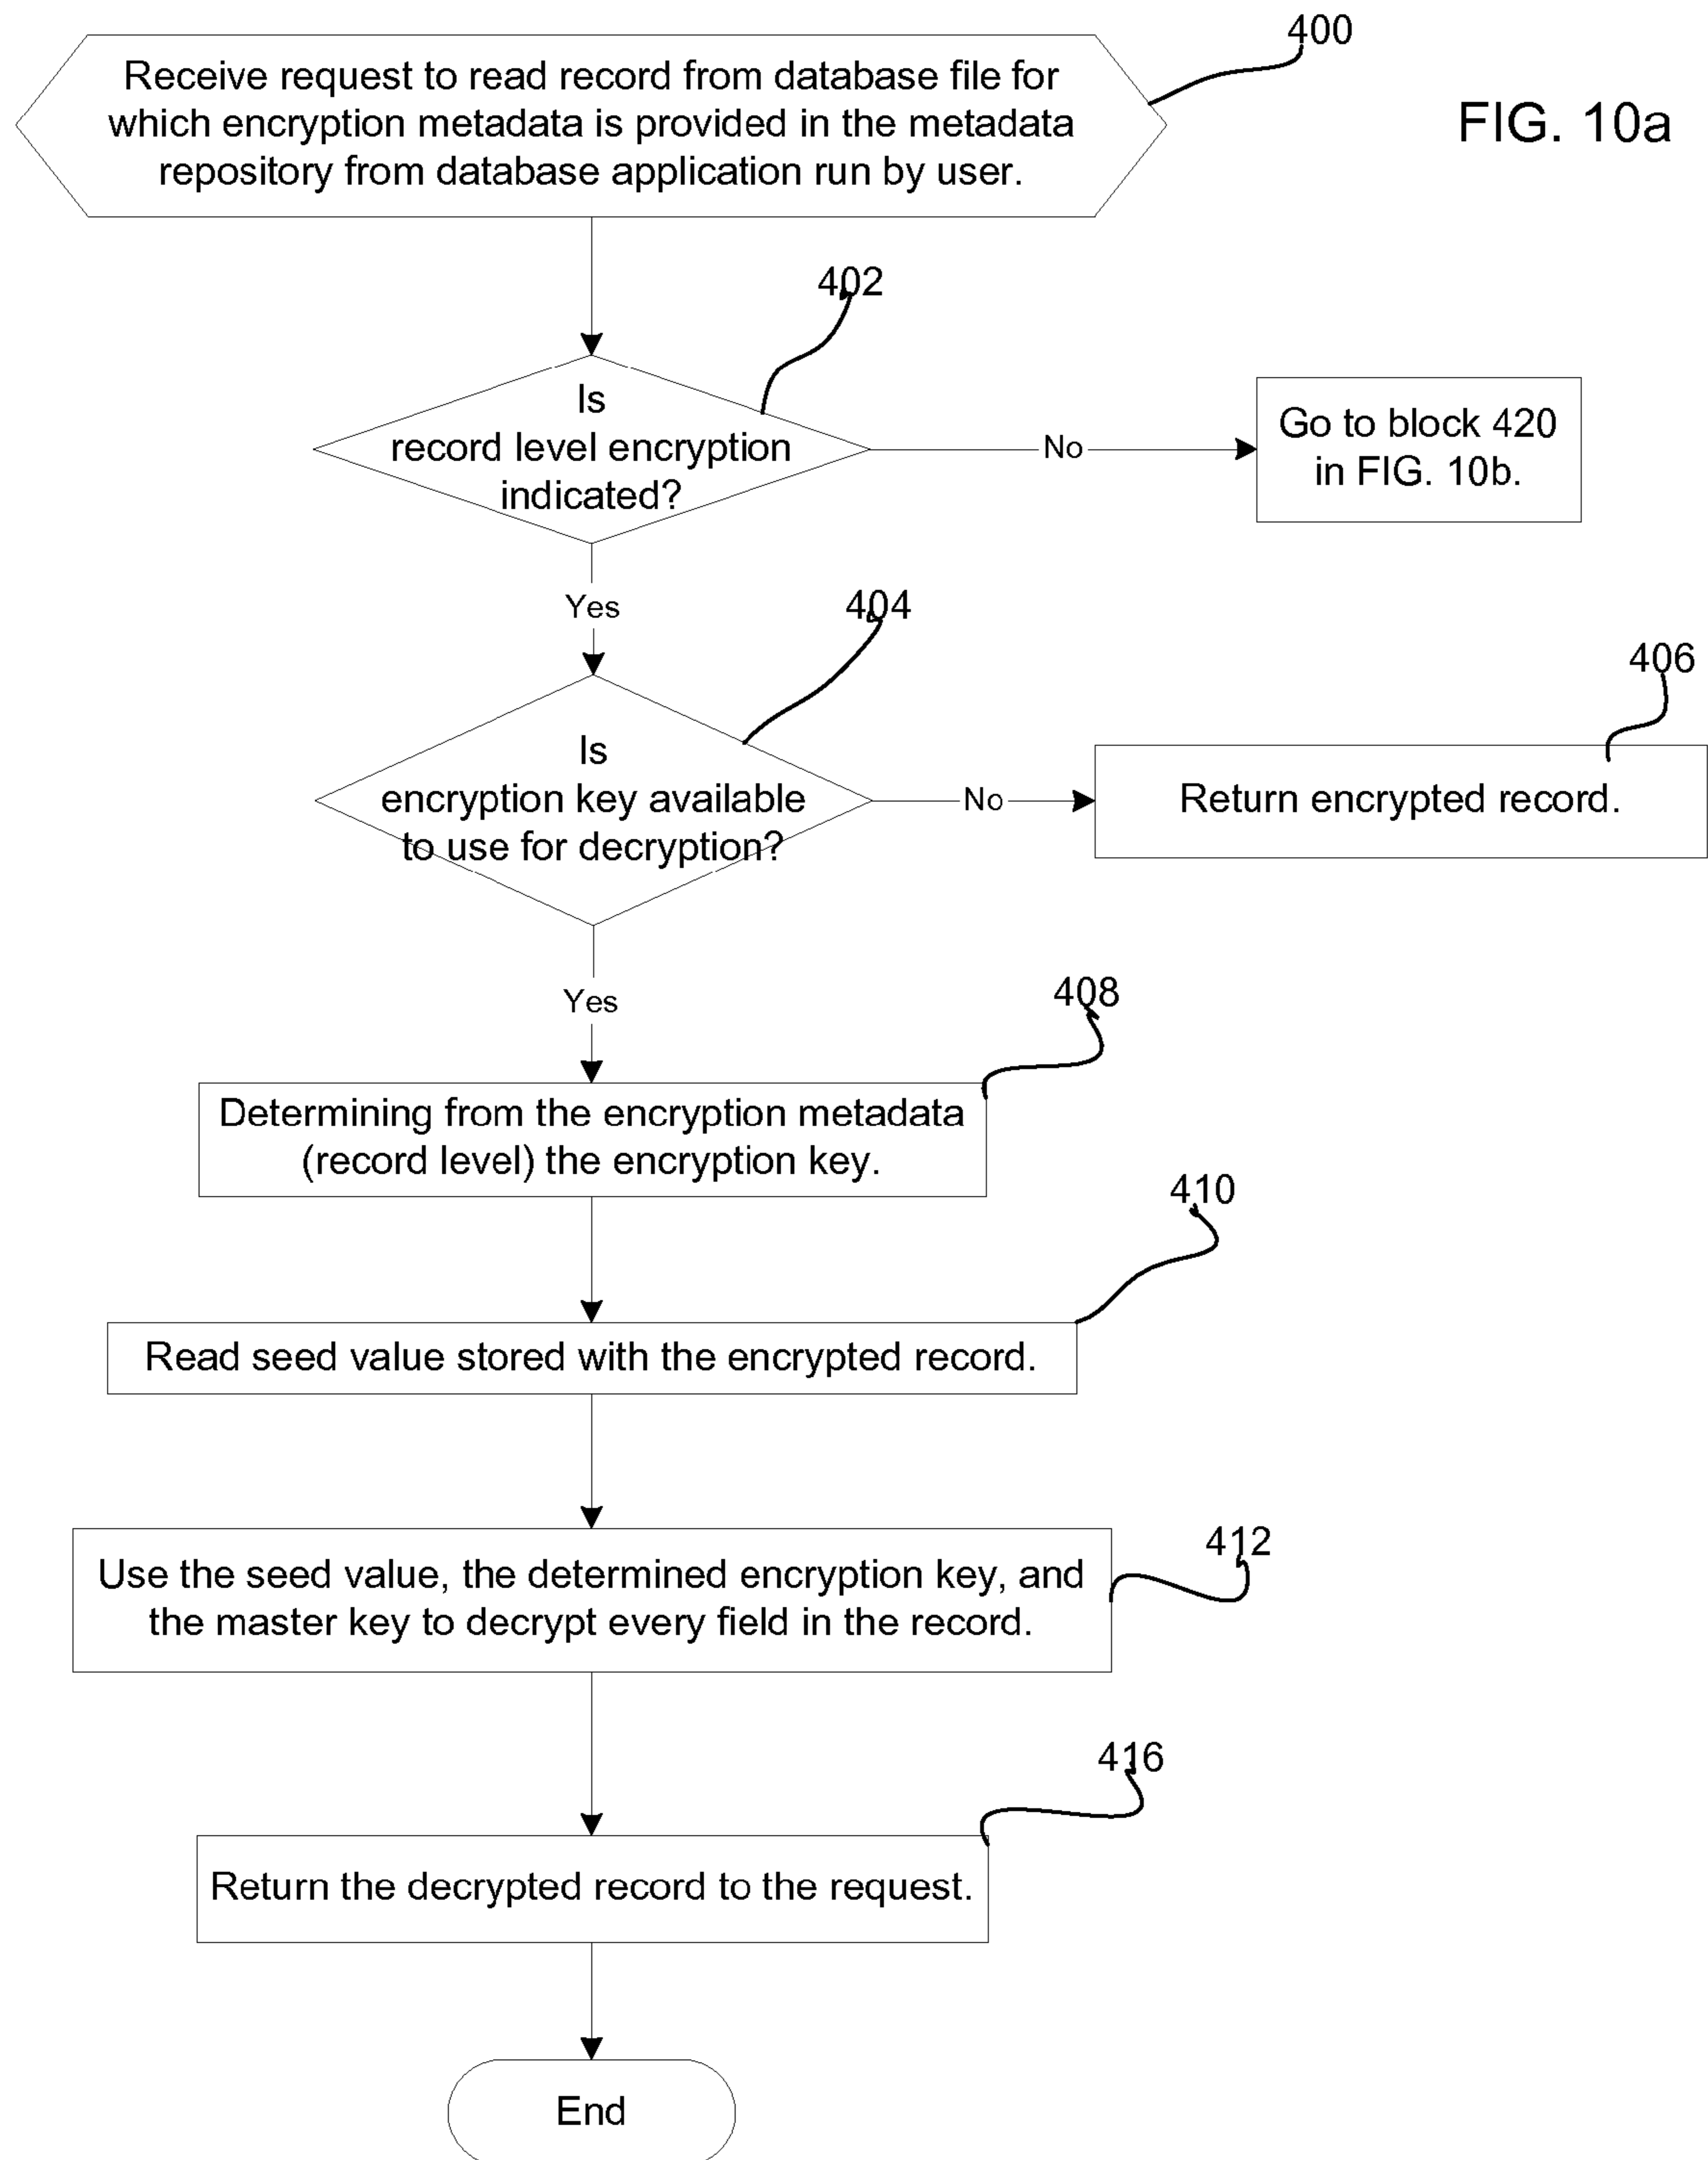 400
Receive request to read record from database file for
which encryption metadata is provided in the metadata
repository from database application run by user.
FIG. 10a
402
Is
record level encryption
indicated?
No
Go to block 420
in FIG. 10b.
Yes
404
406
Is
encryption key available
to use for decryption?
No
Return encrypted record.
Yes
408
Determining from the encryption metadata
(record level) the encryption key.
410
Read seed value stored with the encrypted record.
412
Use the seed value, the determined encryption key, and
the master key to decrypt every field in the record.
416
Return the decrypted record to the request.
End